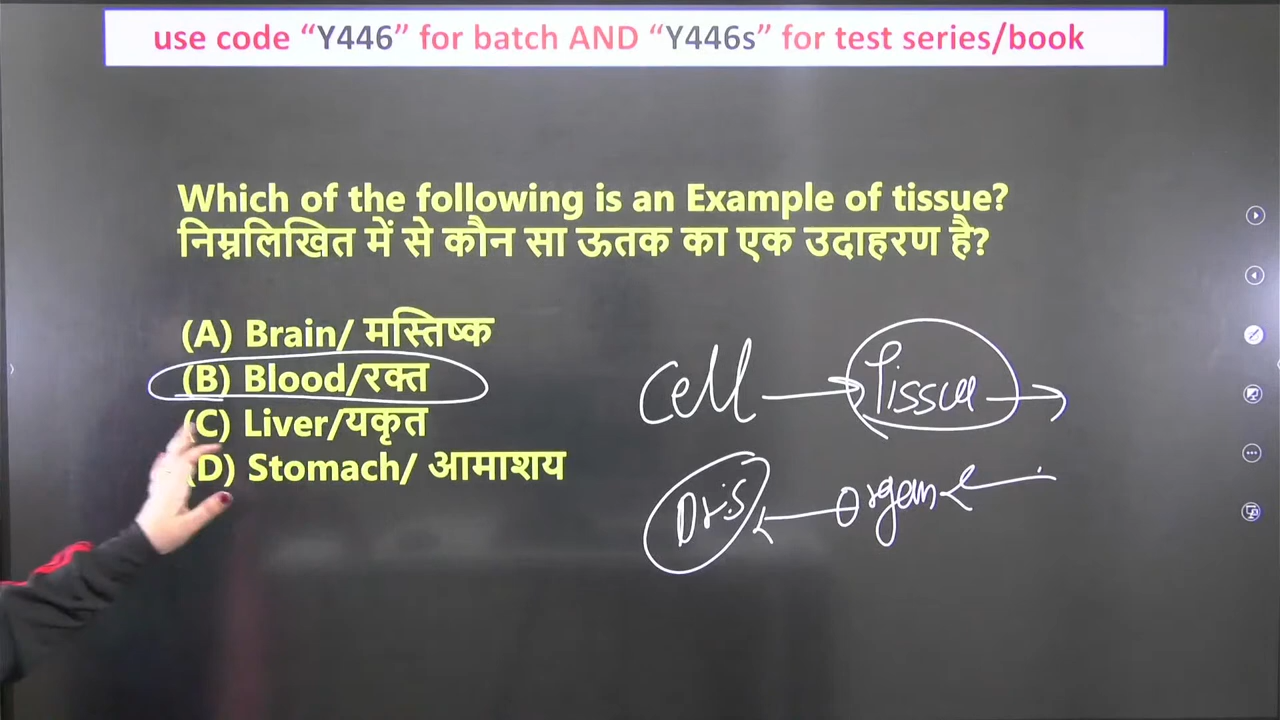 use code “Y446” for batch AND “Y446s” for test series/book
Which of the following is an Example of tissue?
निम्नलिखित में से कौन सा ऊतक का एक उदाहरण है?
(A) Brain/ मस्तिष्क
(B) Blood/रक्त
(C) Liver/यकृत
(D) Stomach/ आमाशय
Cell → Tissue →
Organ ←